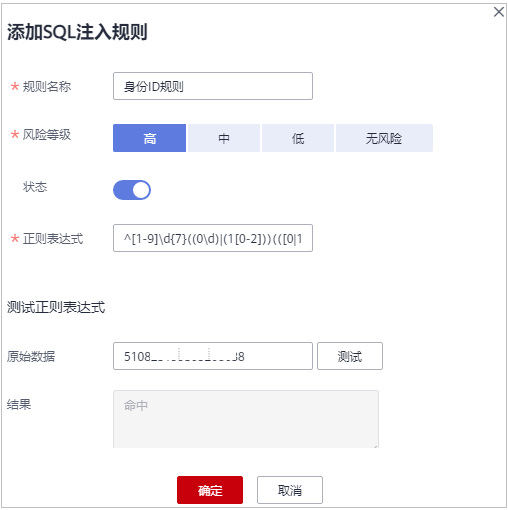 添加SQL注入规则
* 规则名称 身份ID规则
* 风险等级 高 中 低 无风险
状态
* 正则表达式 ^[1-9]\d{7}((0\d)|(1[0-2]))(([0|1
测试正则表达式
原始数据 5108 38 测试
结果 命中
确定 取消